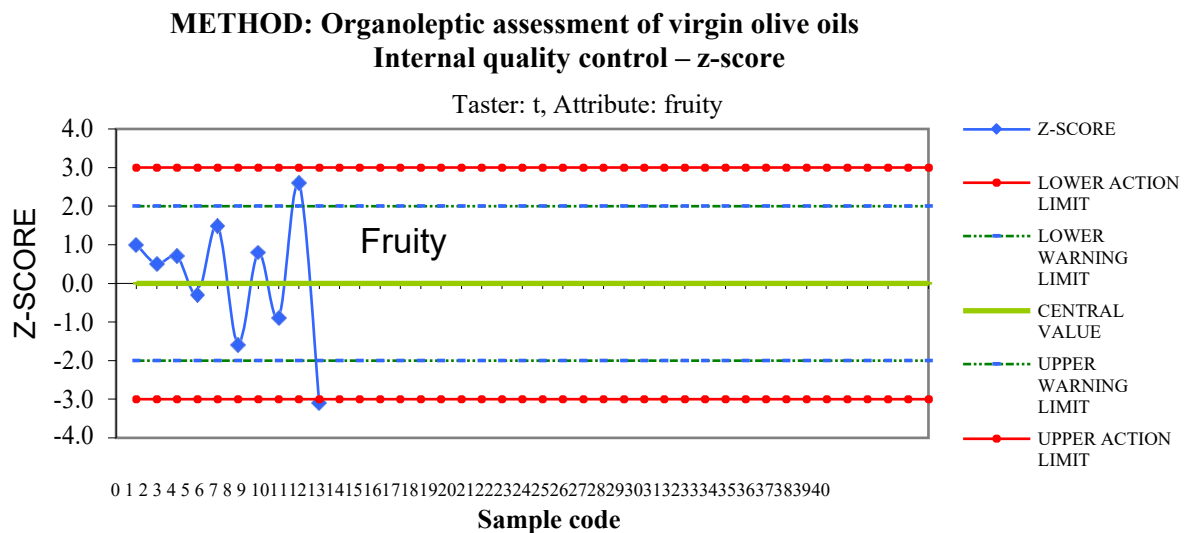 METHOD: Organoleptic assessment of virgin olive oils
Internal quality control – z-score
Taster: t, Attribute: fruity
4.0
3.0
2.0
1.0
0.0
-1.0
-2.0
-3.0
-4.0
Z-SCORE
Fruity
Z-SCORE
LOWER ACTION
LIMIT
LOWER
WARNING
LIMIT
CENTRAL
VALUE
UPPER
WARNING
LIMIT
UPPER ACTION
LIMIT
0 1 2 3 4 5 6 7 8 9 10111213141516171819202122232425262728293031323334353637383940
Sample code